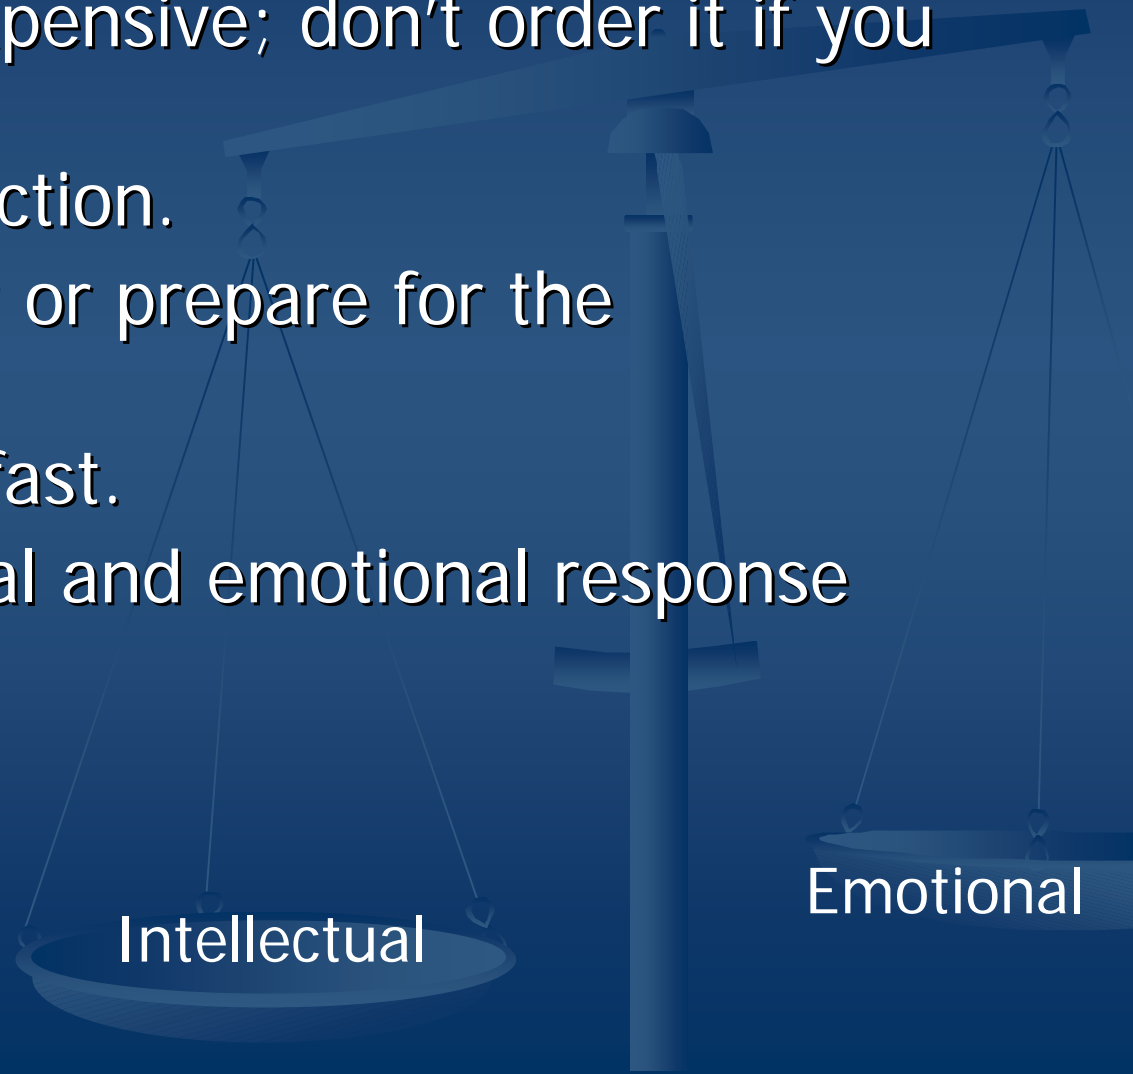 pensive; don't order it if you
ction.
or prepare for the
fast.
al and emotional response
Emotional
Intellectual